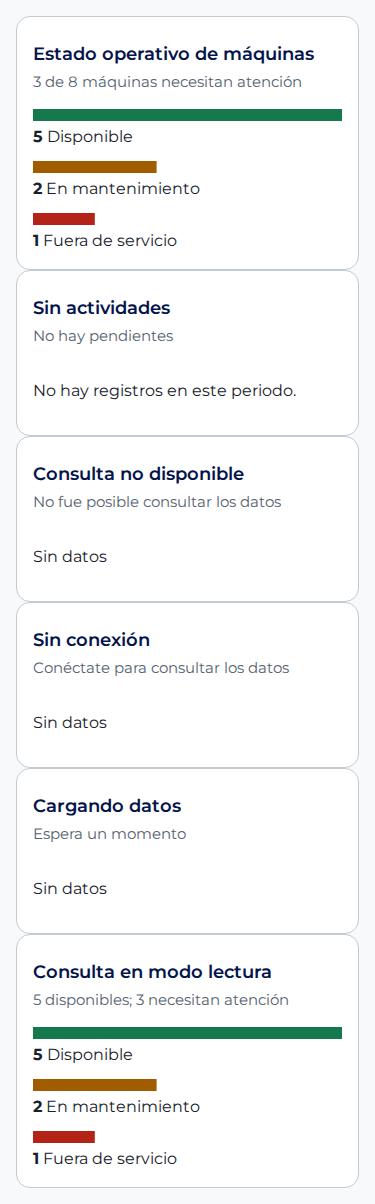 Estado operativo de máquinas
3 de 8 máquinas necesitan atención
5 Disponible
2 En mantenimiento
1 Fuera de servicio
Sin actividades
No hay pendientes
No hay registros en este periodo.
Consulta no disponible
No fue posible consultar los datos
Sin datos
Sin conexión
Conéctate para consultar los datos
Sin datos
Cargando datos
Espera un momento
Sin datos
Consulta en modo lectura
5 disponibles; 3 necesitan atención
5 Disponible
2 En mantenimiento
1 Fuera de servicio